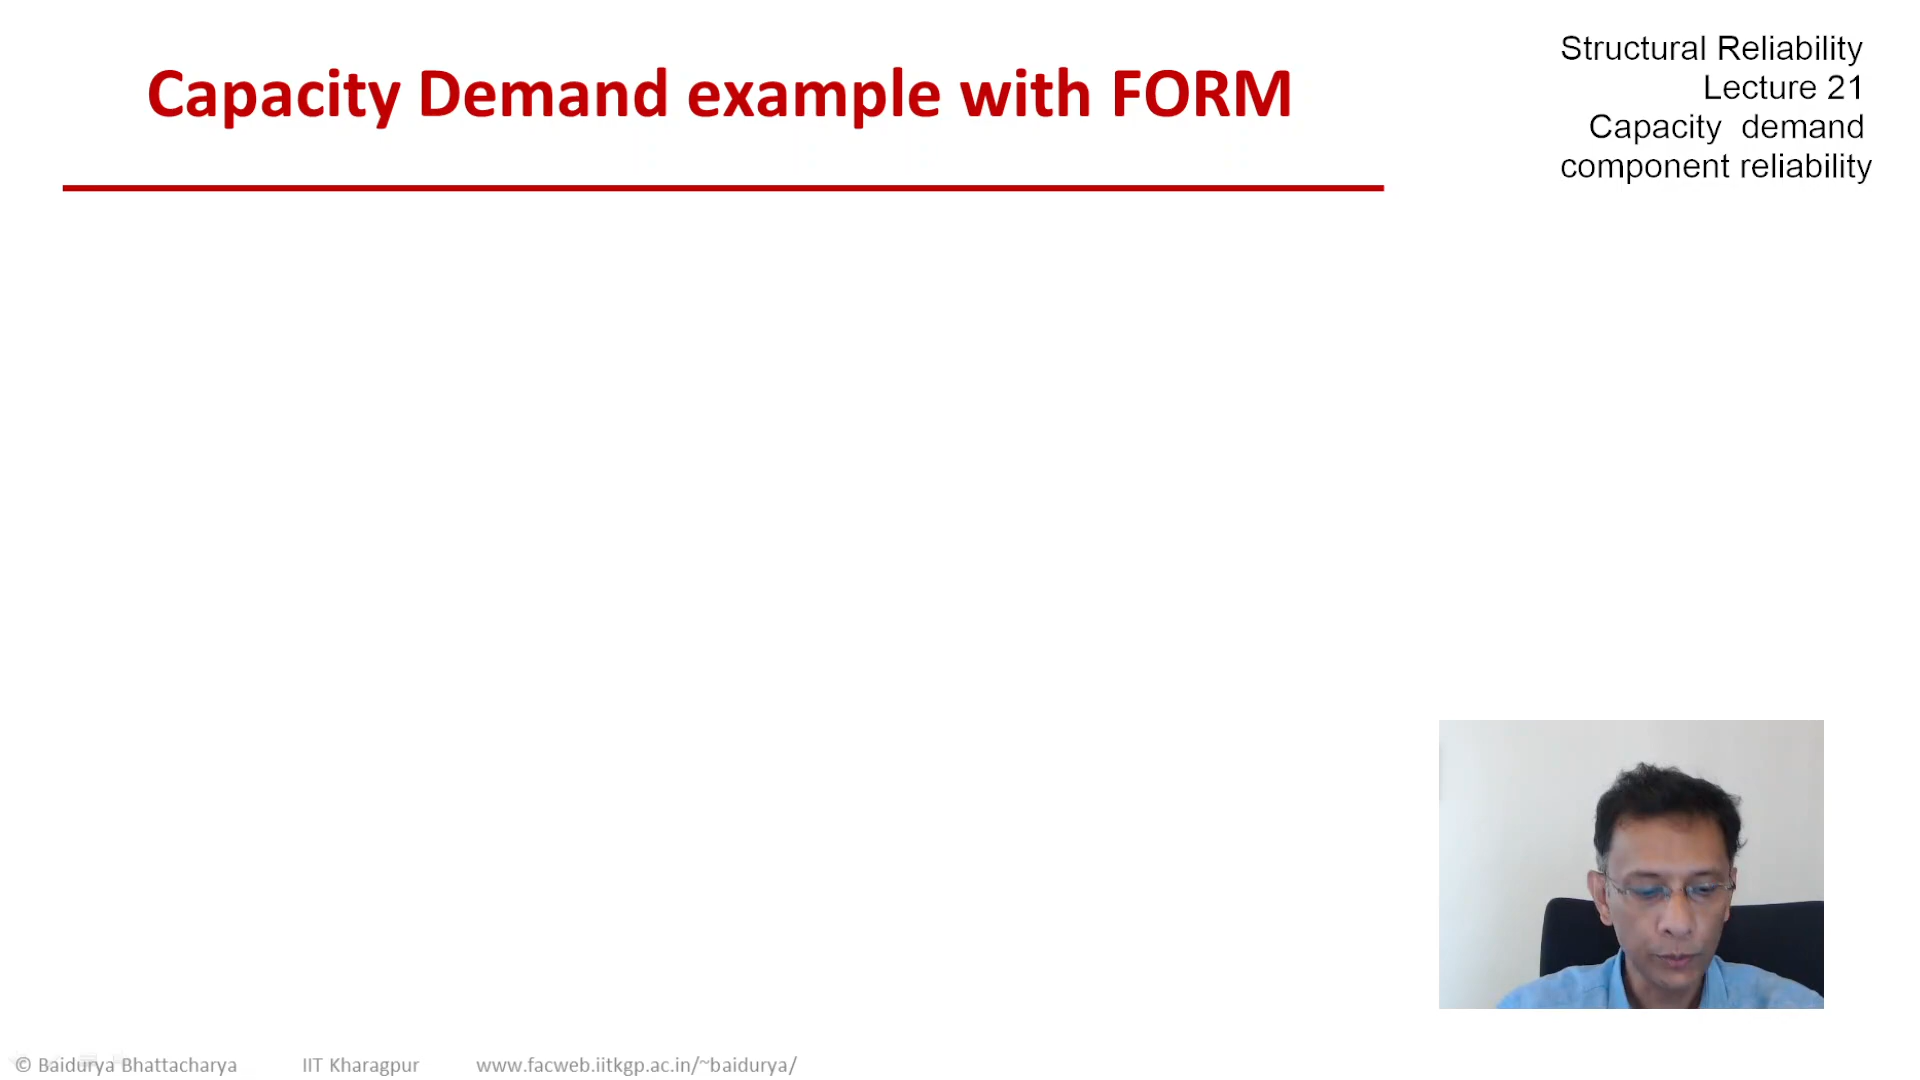 Capacity Demand example with FORM
Structural Reliability
Lecture 21
Capacity demand
component reliability
© Baidurya Bhattacharya IIT Kharagpur www.facweb.iitkgp.ac.in/~baidurya/